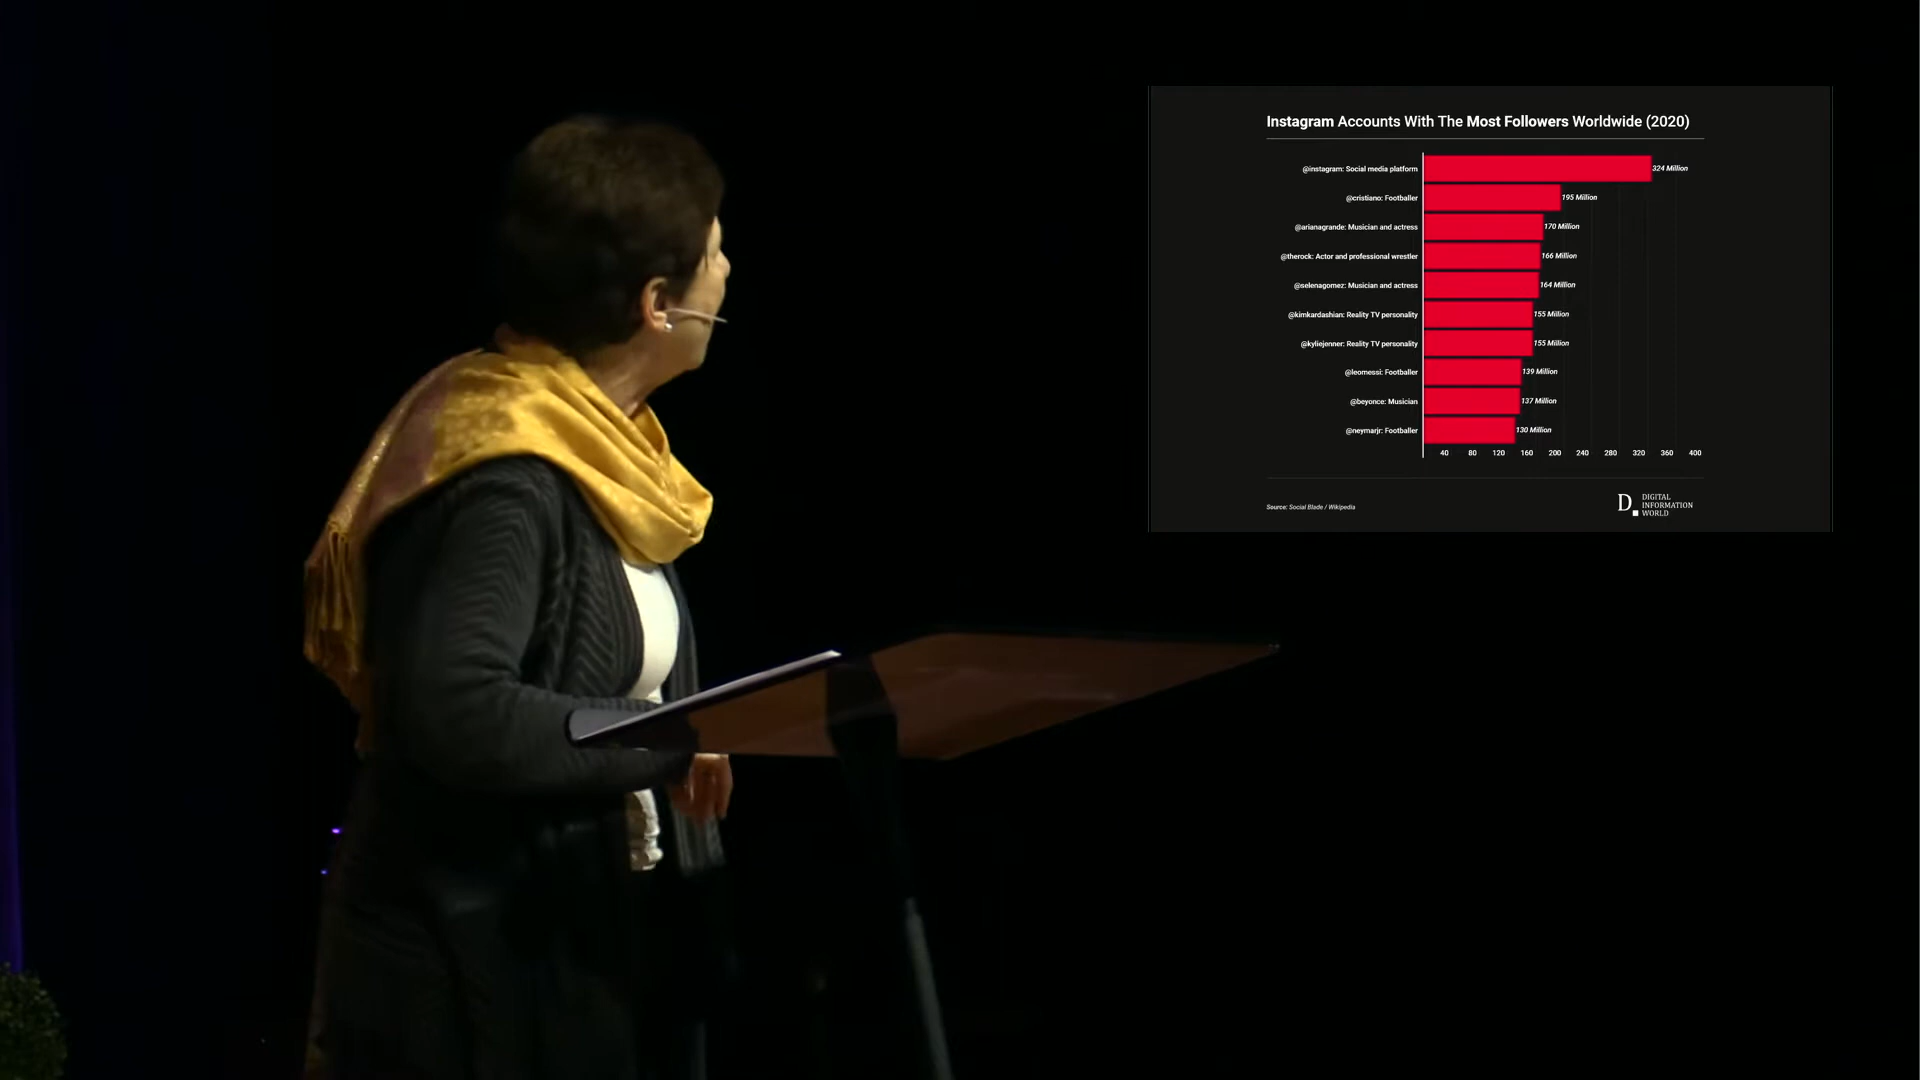 Instagram Accounts With The Most Followers Worldwide (2020)
@instagram: Social media platform 324 Million
@cristiano: Footballer 195 Million
@arianagrande: Musician and actress 170 Million
@therock: Actor and professional wrestler 166 Million
@selenagomez: Musician and actress 164 Million
@kimkardashian: Reality TV personality 155 Million
@kyliejenner: Reality TV personality 155 Million
@leomessi: Footballer 139 Million
@beyonce: Musician 137 Million
@neymarjr: Footballer 130 Million
40 80 120 160 200 240 280 320 360 400
Source: Social Blade / Wikipedia
D.
DIGITAL
INFORMATION
WORLD